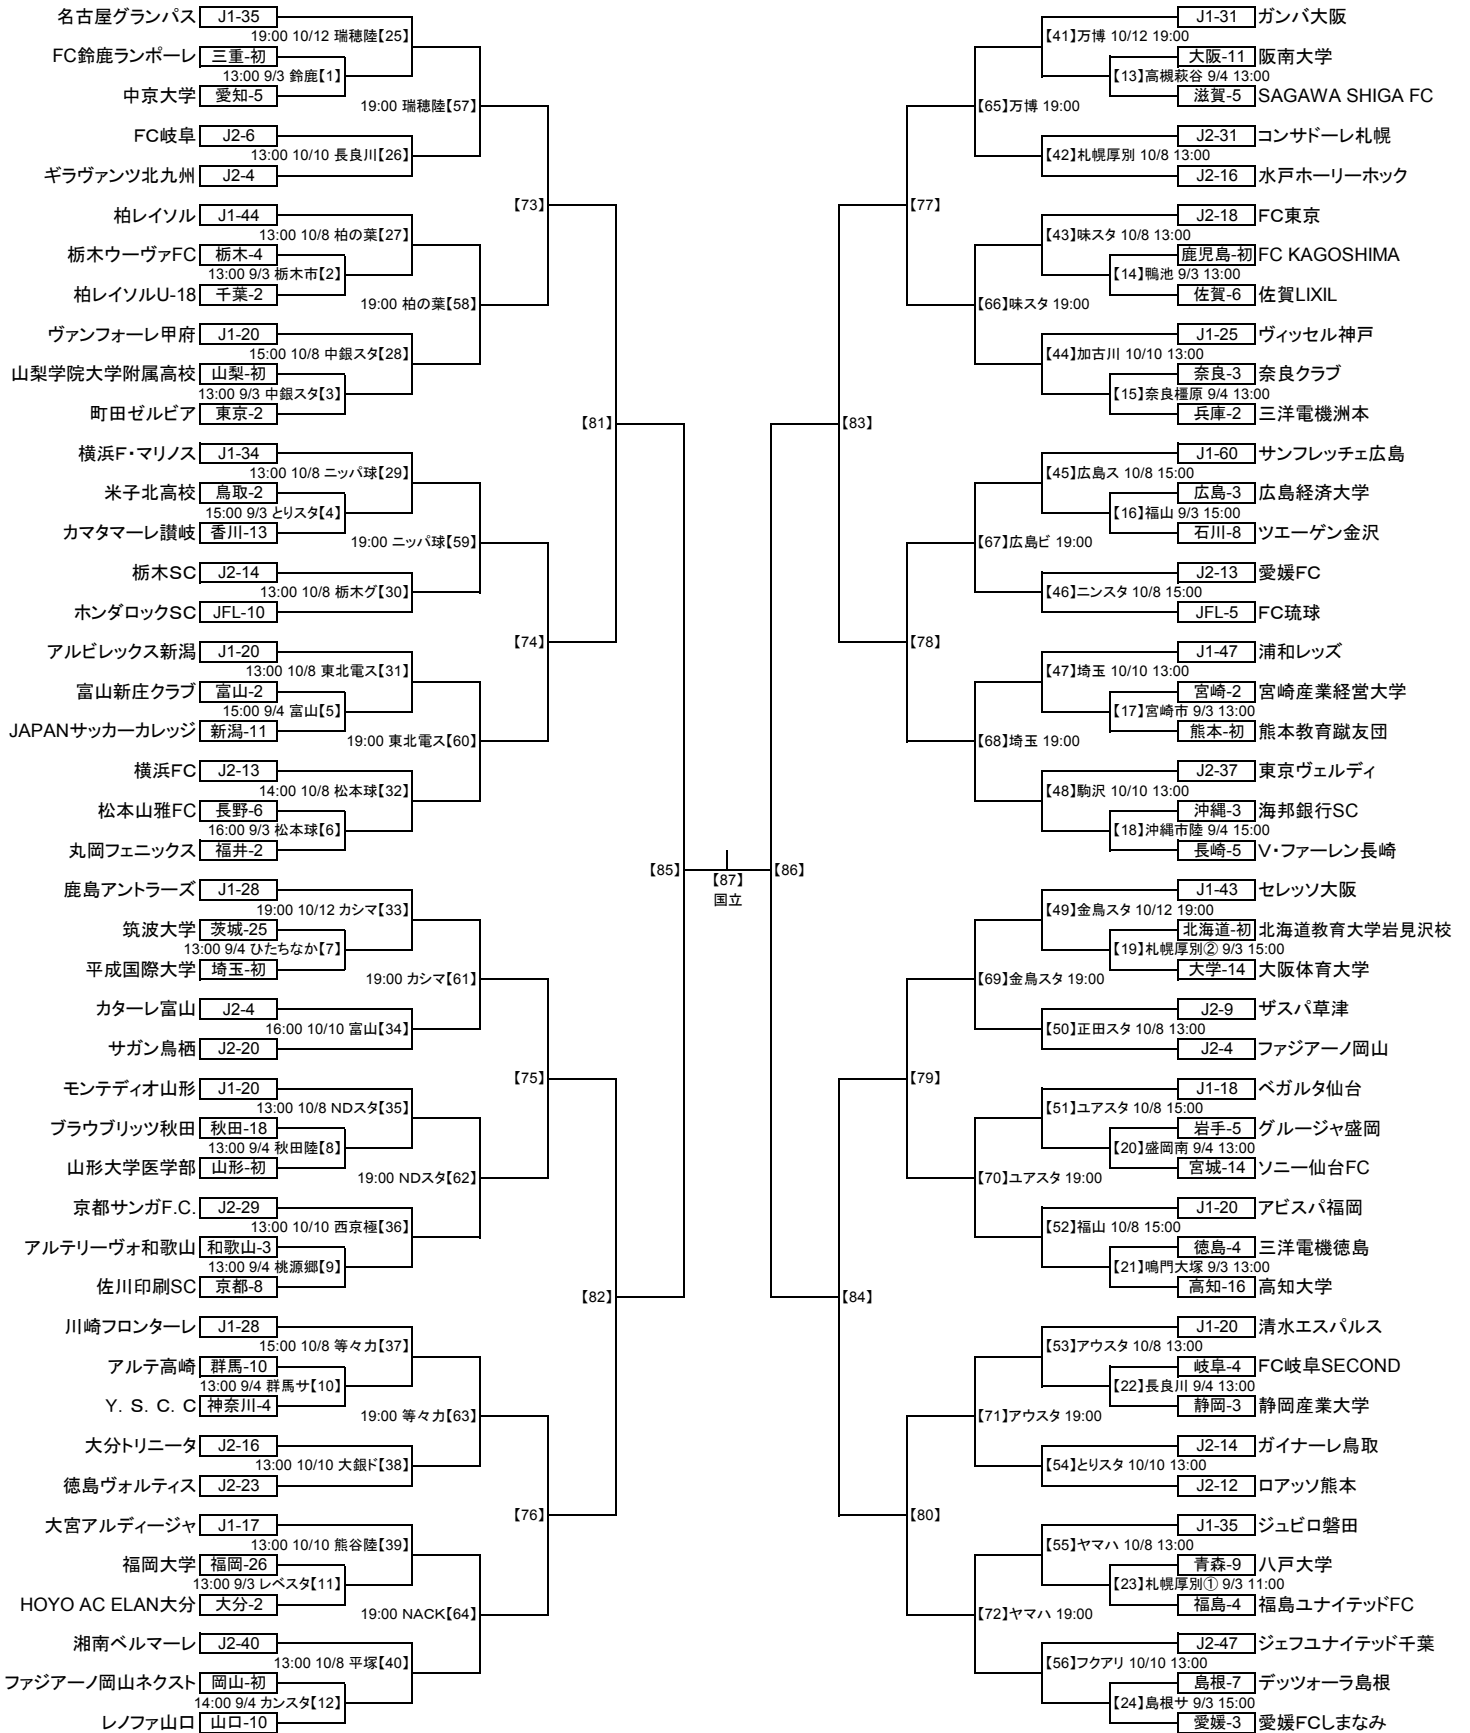 名古屋グランパス J1-35
19:00 10/12 瑞穂陸【25】
FC鈴鹿ランポーレ 三重-初
13:00 9/3 鈴鹿【1】
中京大学 愛知-5
19:00 瑞穂陸【57】
FC岐阜 J2-6
13:00 10/10 長良川【26】
ギラヴァンツ北九州 J2-4
【73】
柏レイソル J1-44
13:00 10/8 柏の葉【27】
栃木ウーヴァFC 栃木-4
13:00 9/3 栃木市【2】
柏レイソルU-18 千葉-2
19:00 柏の葉【58】
ヴァンフォーレ甲府 J1-20
15:00 10/8 中銀スタ【28】
山梨学院大学附属高校 山梨-初
13:00 9/3 中銀スタ【3】
町田ゼルビア 東京-2
【81】
横浜F・マリノス J1-34
13:00 10/8 ニッパ球【29】
米子北高校 鳥取-2
15:00 9/3 とりスタ【4】
カマタマーレ讃岐 香川-13
19:00 ニッパ球【59】
栃木SC J2-14
13:00 10/8 栃木グ【30】
ホンダロックSC JFL-10
【74】
アルビレックス新潟 J1-20
13:00 10/8 東北電ス【31】
富山新庄クラブ 富山-2
15:00 9/4 富山【5】
JAPANサッカーカレッジ 新潟-11
19:00 東北電ス【60】
横浜FC J2-13
14:00 10/8 松本球【32】
松本山雅FC 長野-6
16:00 9/3 松本球【6】
丸岡フェニックス 福井-2
【85】
【87】
国立
【86】
鹿島アントラーズ J1-28
19:00 10/12 カシマ【33】
筑波大学 茨城-25
13:00 9/4 ひたちなか【7】
平成国際大学 埼玉-初
19:00 カシマ【61】
カターレ富山 J2-4
16:00 10/10 富山【34】
サガン鳥栖 J2-20
【75】
モンテディオ山形 J1-20
13:00 10/8 NDスタ【35】
ブラウブリッツ秋田 秋田-18
13:00 9/4 秋田陸【8】
山形大学医学部 山形-初
19:00 NDスタ【62】
京都サンガF.C. J2-29
13:00 10/10 西京極【36】
アルテリーヴォ和歌山 和歌山-3
13:00 9/4 桃源郷【9】
佐川印刷SC 京都-8
【82】
川崎フロンターレ J1-28
15:00 10/8 等々力【37】
アルテ高崎 群馬-10
13:00 9/4 群馬サ【10】
Y. S. C. C 神奈川-4
19:00 等々力【63】
大分トリニータ J2-16
13:00 10/10 大銀ド【38】
徳島ヴォルティス J2-23
【76】
大宮アルディージャ J1-17
13:00 10/10 熊谷陸【39】
福岡大学 福岡-26
13:00 9/3 レベスタ【11】
HOYO AC ELAN大分 大分-2
19:00 NACK【64】
湘南ベルマーレ J2-40
13:00 10/8 平塚【40】
ファジアーノ岡山ネクスト 岡山-初
14:00 9/4 カンスタ【12】
レノファ山口 山口-10
J1-31 ガンバ大阪
【41】万博 10/12 19:00
大阪-11 阪南大学
【13】高槻萩谷 9/4 13:00
滋賀-5 SAGAWA SHIGA FC
【65】万博 19:00
J2-31 コンサドーレ札幌
【42】札幌厚別 10/8 13:00
J2-16 水戸ホーリーホック
【77】
J2-18 FC東京
【43】味スタ 10/8 13:00
鹿児島-初 FC KAGOSHIMA
【14】鴨池 9/3 13:00
佐賀-6 佐賀LIXIL
【66】味スタ 19:00
J1-25 ヴィッセル神戸
【44】加古川 10/10 13:00
奈良-3 奈良クラブ
【15】奈良橿原 9/4 13:00
兵庫-2 三洋電機洲本
【83】
J1-60 サンフレッチェ広島
【45】広島ス 10/8 15:00
広島-3 広島経済大学
【16】福山 9/3 15:00
石川-8 ツエーゲン金沢
【67】広島ビ 19:00
J2-13 愛媛FC
【46】ニンスタ 10/8 15:00
JFL-5 FC琉球
【78】
J1-47 浦和レッズ
【47】埼玉 10/10 13:00
宮崎-2 宮崎産業経営大学
【17】宮崎市 9/3 13:00
熊本-初 熊本教育蹴友団
【68】埼玉 19:00
J2-37 東京ヴェルディ
【48】駒沢 10/10 13:00
沖縄-3 海邦銀行SC
【18】沖縄市陸 9/4 15:00
長崎-5 V・ファーレン長崎
J1-43 セレッソ大阪
【49】金鳥スタ 10/12 19:00
北海道-初 北海道教育大学岩見沢校
【19】札幌厚別② 9/3 15:00
大学-14 大阪体育大学
【69】金鳥スタ 19:00
J2-9 ザスパ草津
【50】正田スタ 10/8 13:00
J2-4 ファジアーノ岡山
【79】
J1-18 ベガルタ仙台
【51】ユアスタ 10/8 15:00
岩手-5 グルージャ盛岡
【20】盛岡南 9/4 13:00
宮城-14 ソニー仙台FC
【70】ユアスタ 19:00
J1-20 アビスパ福岡
【52】福山 10/8 15:00
徳島-4 三洋電機徳島
【21】鳴門大塚 9/3 13:00
高知-16 高知大学
【84】
J1-20 清水エスパルス
【53】アウスタ 10/8 13:00
岐阜-4 FC岐阜SECOND
【22】長良川 9/4 13:00
静岡-3 静岡産業大学
【71】アウスタ 19:00
J2-14 ガイナーレ鳥取
【54】とりスタ 10/10 13:00
J2-12 ロアッソ熊本
【80】
J1-35 ジュビロ磐田
【55】ヤマハ 10/8 13:00
青森-9 八戸大学
【23】札幌厚別① 9/3 11:00
福島-4 福島ユナイテッドFC
【72】ヤマハ 19:00
J2-47 ジェフユナイテッド千葉
【56】フクアリ 10/10 13:00
島根-7 デッツォーラ島根
【24】島根サ 9/3 15:00
愛媛-3 愛媛FCしまなみ